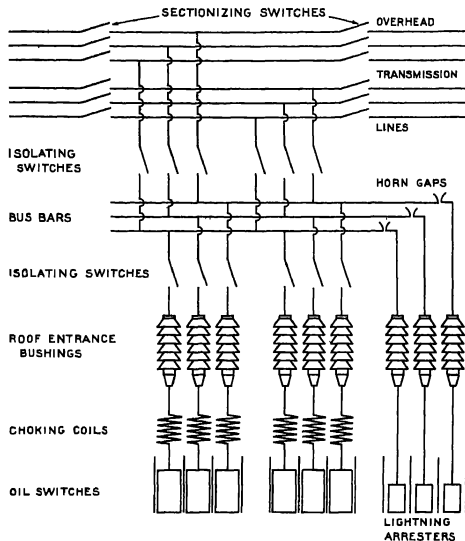 SECTIONIZING SWITCHES
OVERHEAD
TRANSMISSION
LINES
ISOLATING
SWITCHES
HORN GAPS
BUS BARS
ISOLATING SWITCHES
ROOF ENTRANCE
BUSHINGS
CHOKING COILS
OIL SWITCHES
LIGHTNING
ARRESTERS